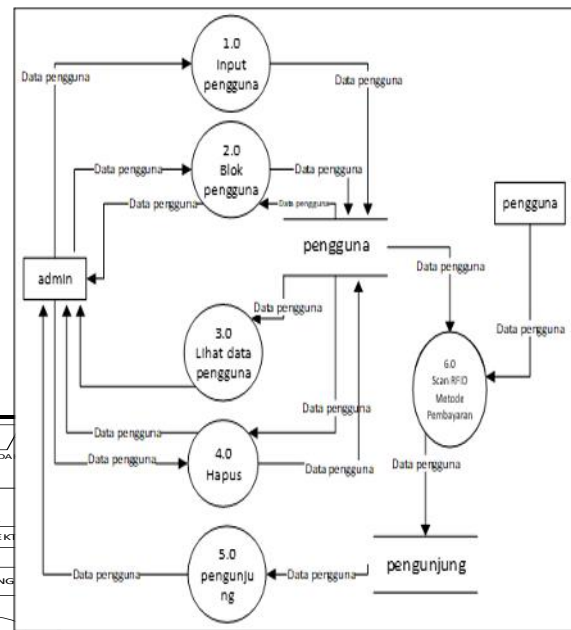 1.0
Input
pengguna
Data pengguna
Data pengguna
2.0
Blok
pengguna
Data pengguna
Data pengguna
Data pengguna
Data pengguna
pengguna
pengguna
admin
Data pengguna
Data pengguna
3.0
Lihat data
pengguna
Data pengguna
6.0
Scan RFID
Metode
Pembayaran
Data pengguna
Data pengguna
4.0
Hapus
Data pengguna
Data pengguna
Data pengguna
5.0
pengunju
ng
Data pengguna
Data pengguna
pengunjung